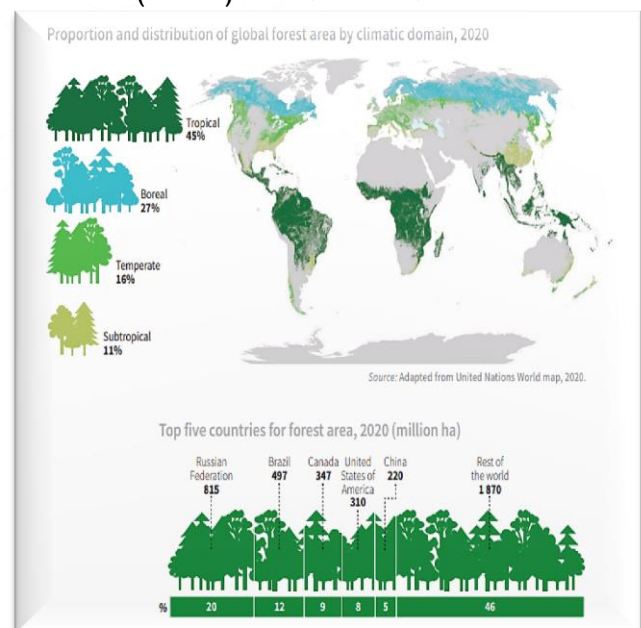 Proportion and distribution of global forest area by climatic domain, 2020
Tropical
45%
Boreal
27%
Temperate
16%
Subtropical
11%
Source: Adapted from United Nations World map, 2020.
Top five countries for forest area, 2020 (million ha)
Russian
Federation
815
Brazil
497
Canada
347
United
States of
America
310
China
220
Rest of
the world
1 870
% 20 12 9 8 5 46